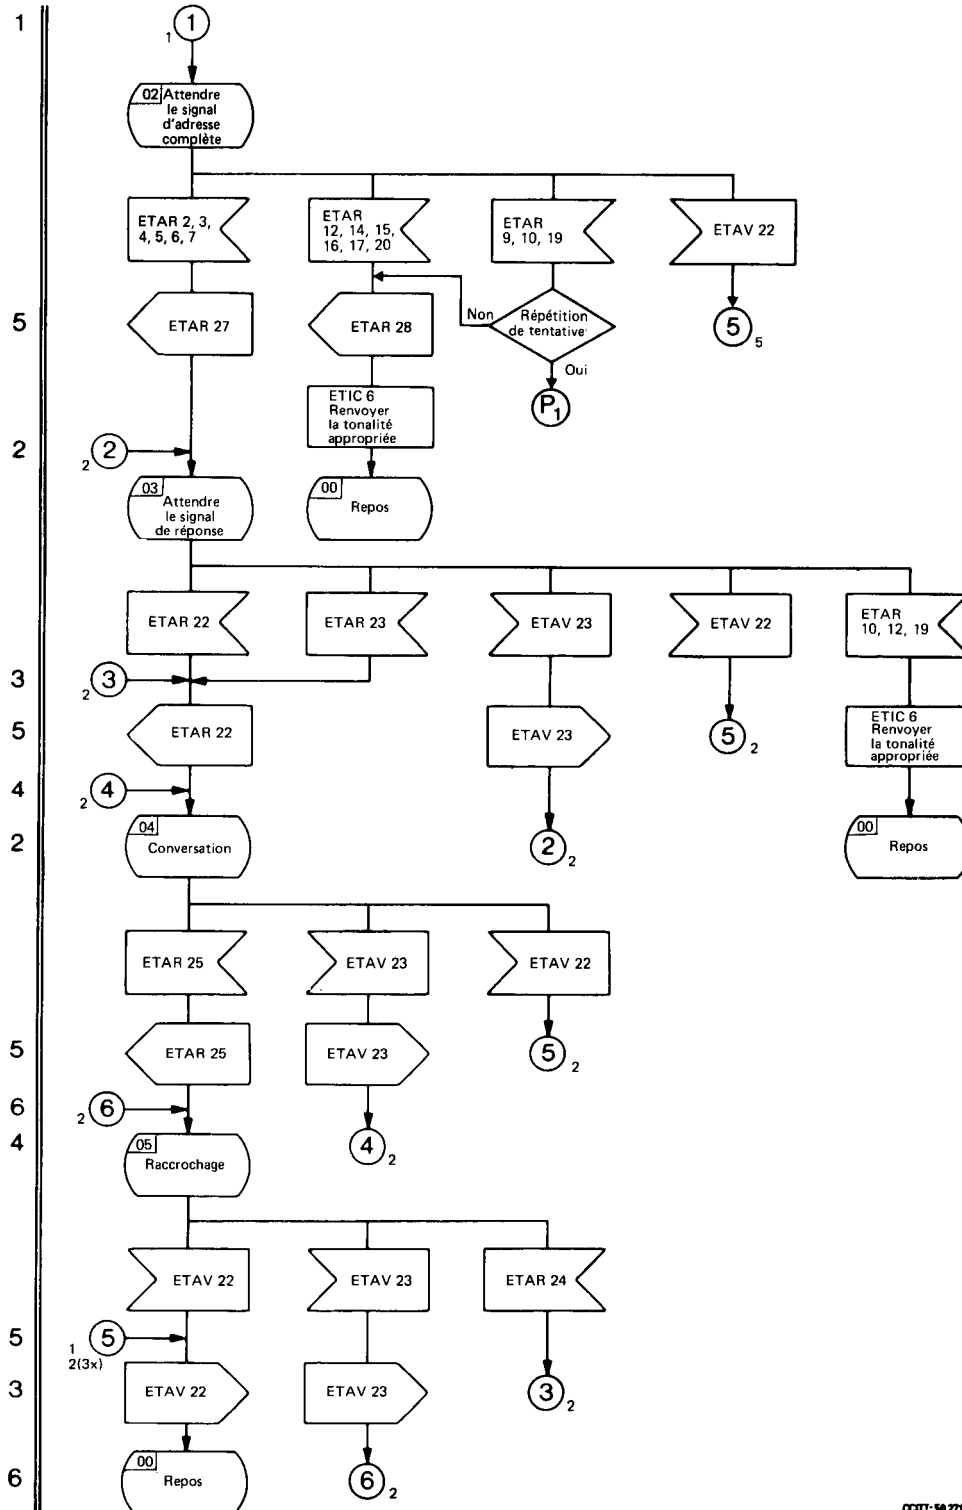 1
1
1
02 Attendre
le signal
d'adresse
complète
ETAR 2, 3,
4, 5, 6, 7
ETAR
12, 14, 15,
16, 17, 20
ETAR
9, 10, 19
ETAV 22
5
ETAR 27
ETAR 28
Non
Répétition
de tentative
5
5
Oui
ETIC 6
Renvoyer
la tonalité
appropriée
P1
2
2
2
03
Attendre
le signal
de réponse
00
Repos
ETAR 22
ETAR 23
ETAV 23
ETAV 22
ETAR
10, 12, 19
3
2
3
5
ETAR 22
ETAV 23
5
2
ETIC 6
Renvoyer
la tonalité
appropriée
4
2
4
2
04
Conversation
2
2
00
Repos
ETAR 25
ETAV 23
ETAV 22
5
ETAR 25
ETAV 23
5
2
6
2
6
4
05
Raccrochage
4
2
ETAV 22
ETAV 23
ETAR 24
5
1
2(3x)
5
3
ETAV 22
ETAV 23
3
2
6
00
Repos
6
2